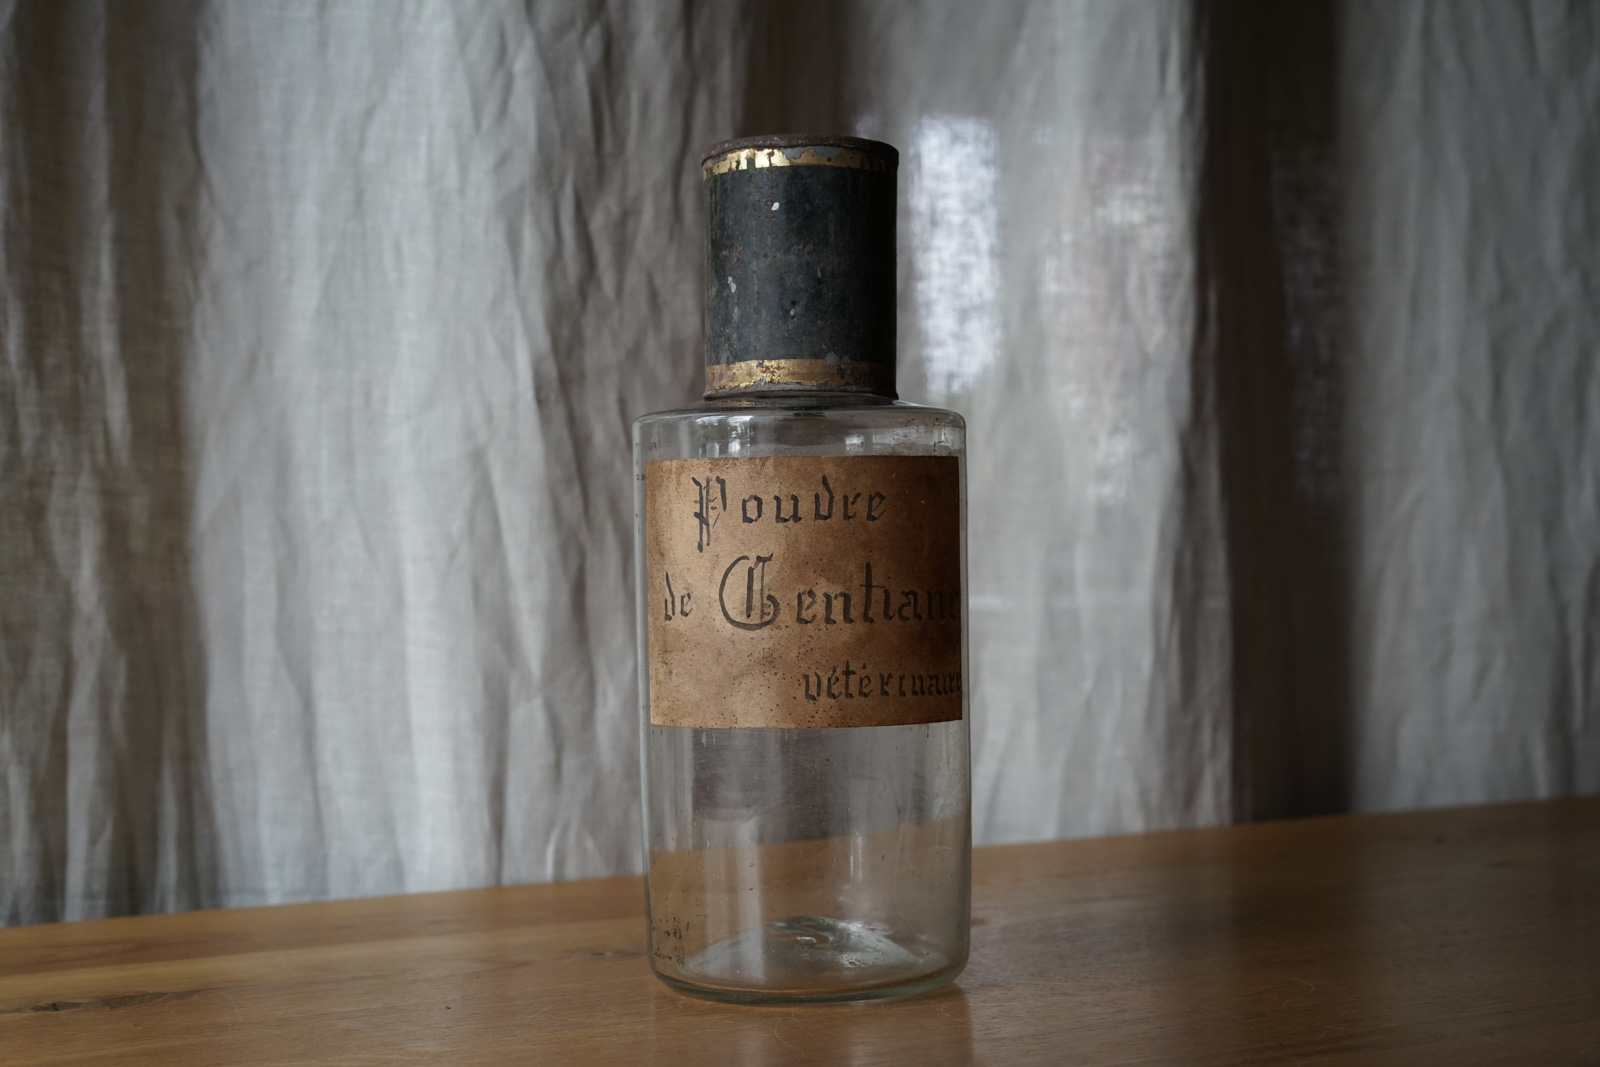 Poudre
de Gentiane
vétérinaire